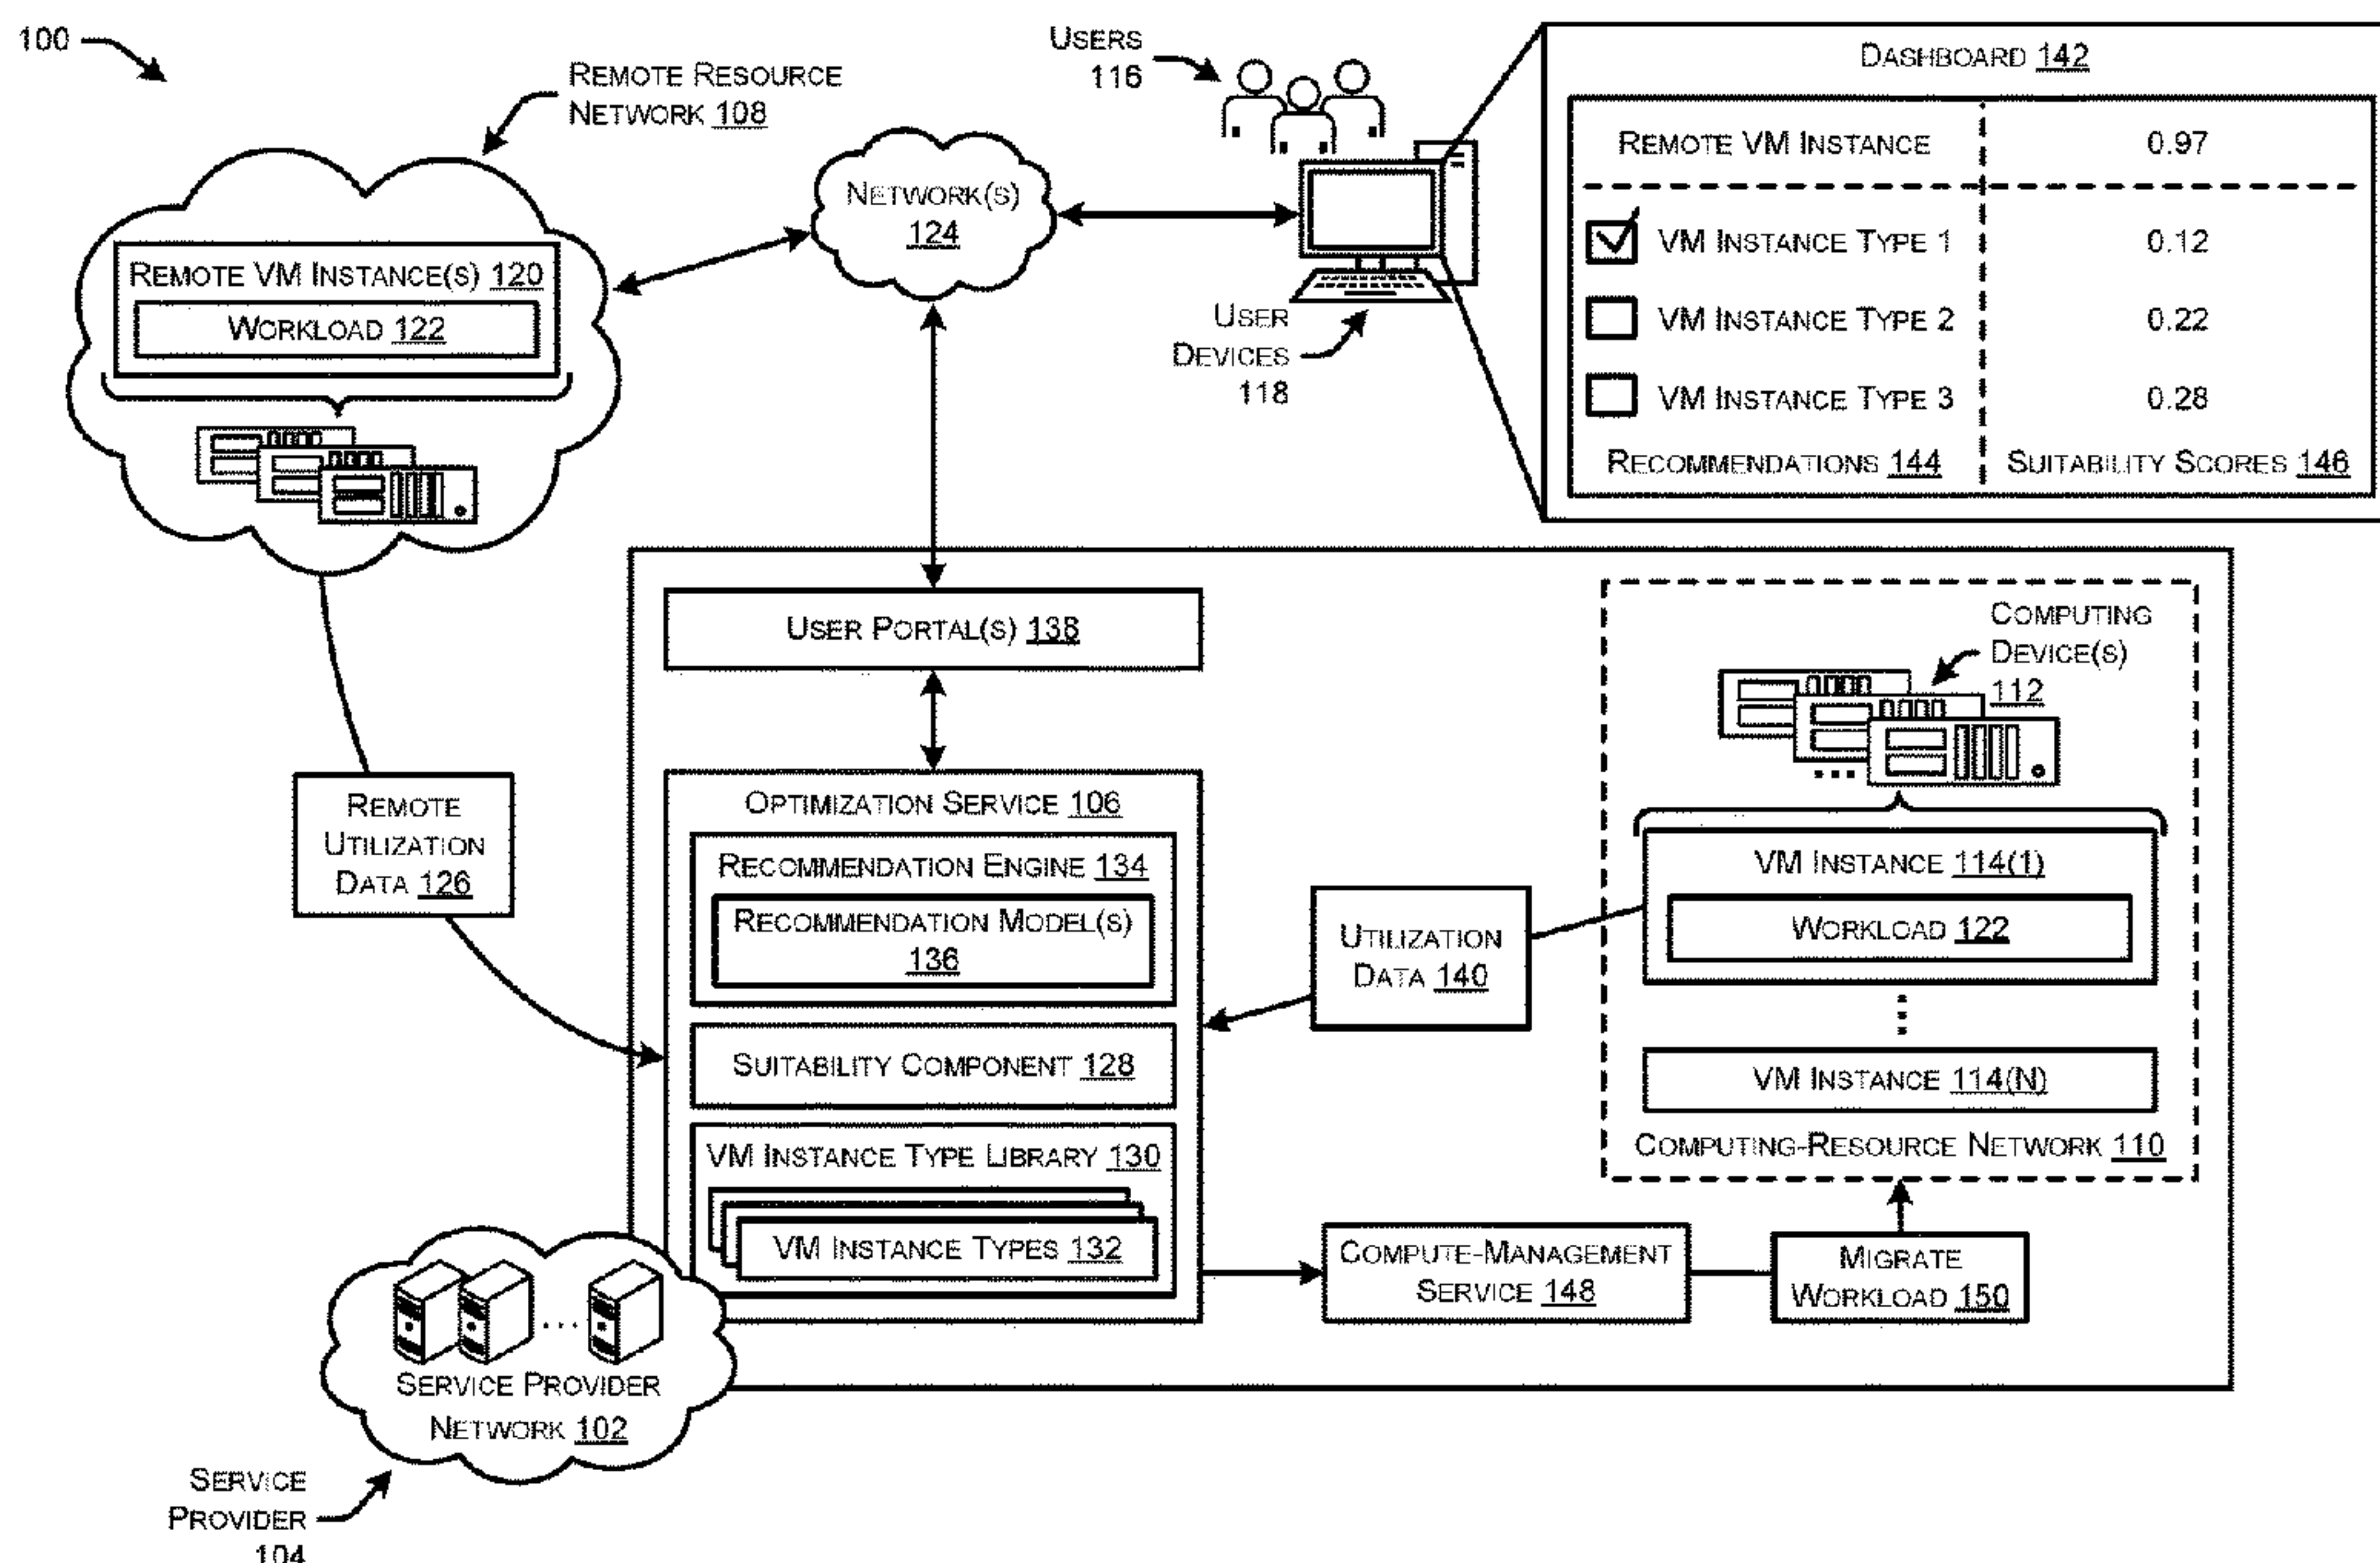 100
REMOTE RESOURCE
NETWORK 108
USERS
116
NETWORK(S)
124
REMOTE VM INSTANCE(S) 120
WORKLOAD 122
USER
DEVICES
118
DASHBOARD 142
REMOTE VM INSTANCE 0.97
VM INSTANCE TYPE 1 0.12
VM INSTANCE TYPE 2 0.22
VM INSTANCE TYPE 3 0.28
RECOMMENDATIONS 144 SUITABILITY SCORES 146
USER PORTAL(S) 138
REMOTE
UTILIZATION
DATA 126
OPTIMIZATION SERVICE 106
RECOMMENDATION ENGINE 134
RECOMMENDATION MODEL(S)
136
SUITABILITY COMPONENT 128
VM INSTANCE TYPE LIBRARY 130
VM INSTANCE TYPES 132
UTILIZATION
DATA 140
COMPUTING
DEVICE(S)
112
...
VM INSTANCE 114(1)
WORKLOAD 122
VM INSTANCE 114(N)
COMPUTING-RESOURCE NETWORK 110
COMPUTE-MANAGEMENT
SERVICE 148
MIGRATE
WORKLOAD 150
...
SERVICE PROVIDER
NETWORK 102
SERVICE
PROVIDER
104